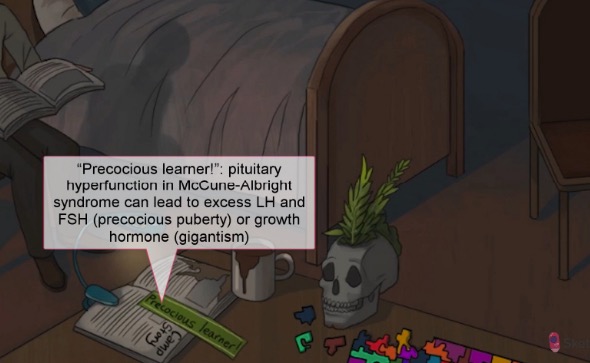 “Precocious learner!”: pituitary
hyperfunction in McCune-Albright
syndrome can lead to excess LH and
FSH (precocious puberty) or growth
hormone (gigantism)
Precocious learner!
Camp
Story